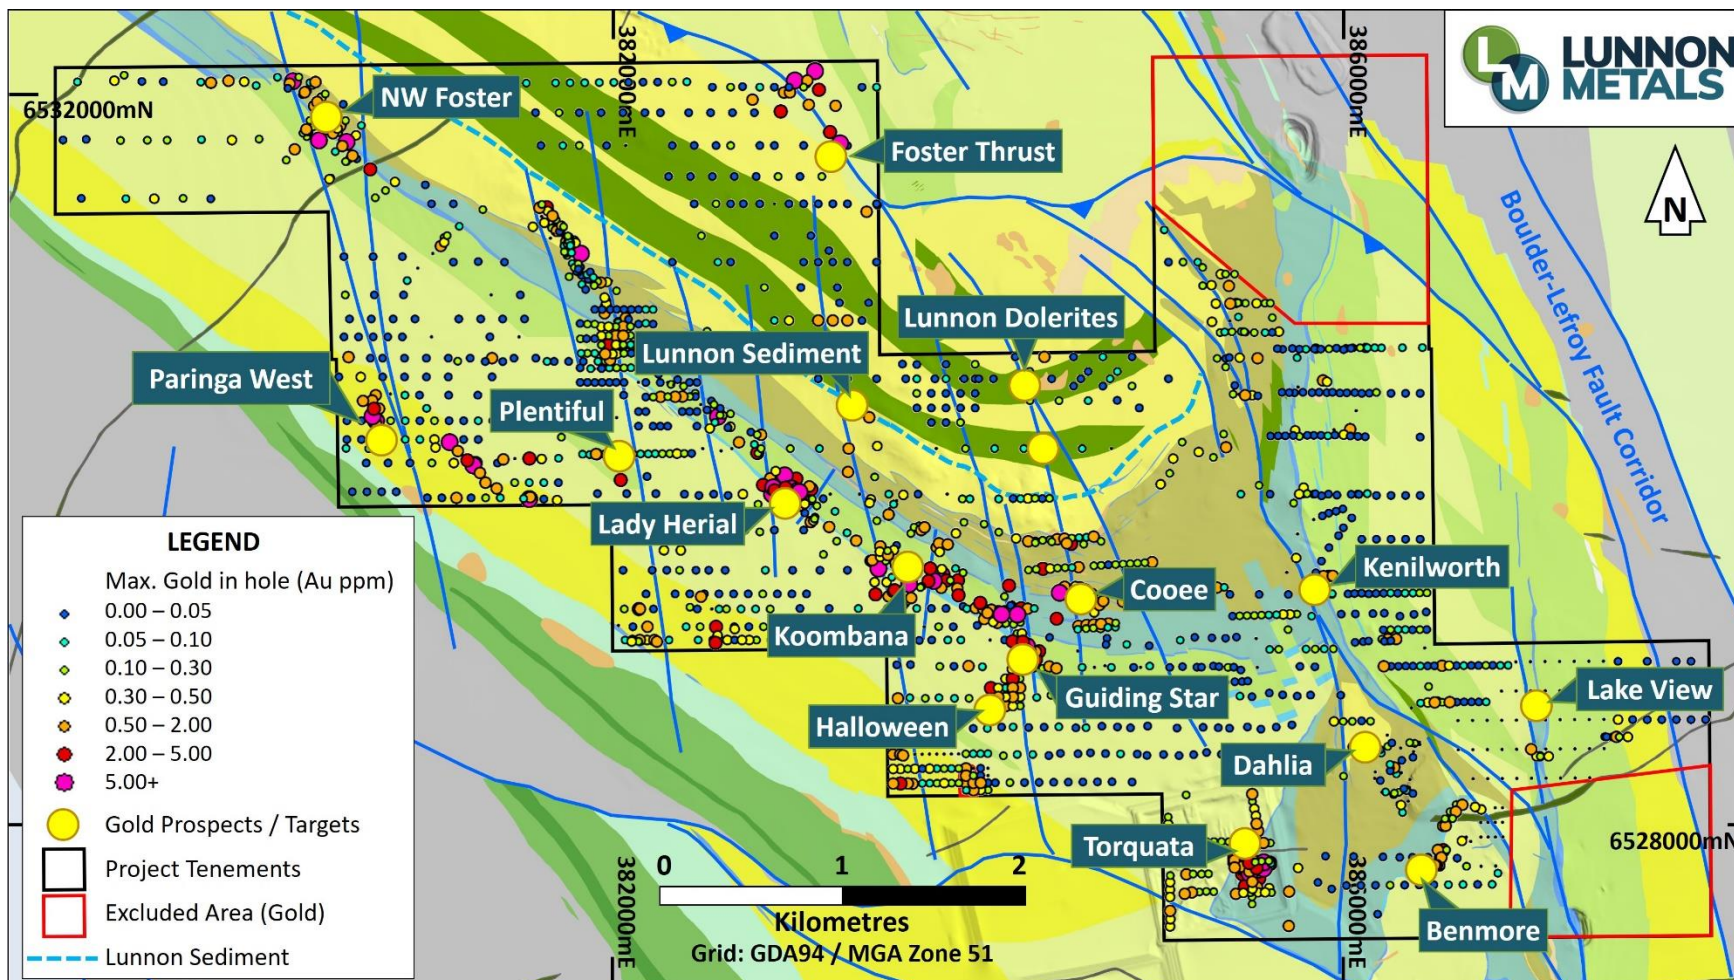 382000mE
386000mE
LM
LUNNON
METALS
6532000mN
NW Foster
Foster Thrust
N
Boulder-Lefroy Fault Corridor
Lunnon Dolerites
Lunnon Sediment
Paringa West
Plentiful
Lady Herial
Kenilworth
Cooee
Koombana
Guiding Star
Lake View
Halloween
Dahlia
Torquata
Benmore
6528000mN
LEGEND
Max. Gold in hole (Au ppm)
0.00 – 0.05
0.05 – 0.10
0.10 – 0.30
0.30 – 0.50
0.50 – 2.00
2.00 – 5.00
5.00+
Gold Prospects / Targets
Project Tenements
Excluded Area (Gold)
Lunnon Sediment
382000mE
386000mE
0 1 2
Kilometres
Grid: GDA94 / MGA Zone 51